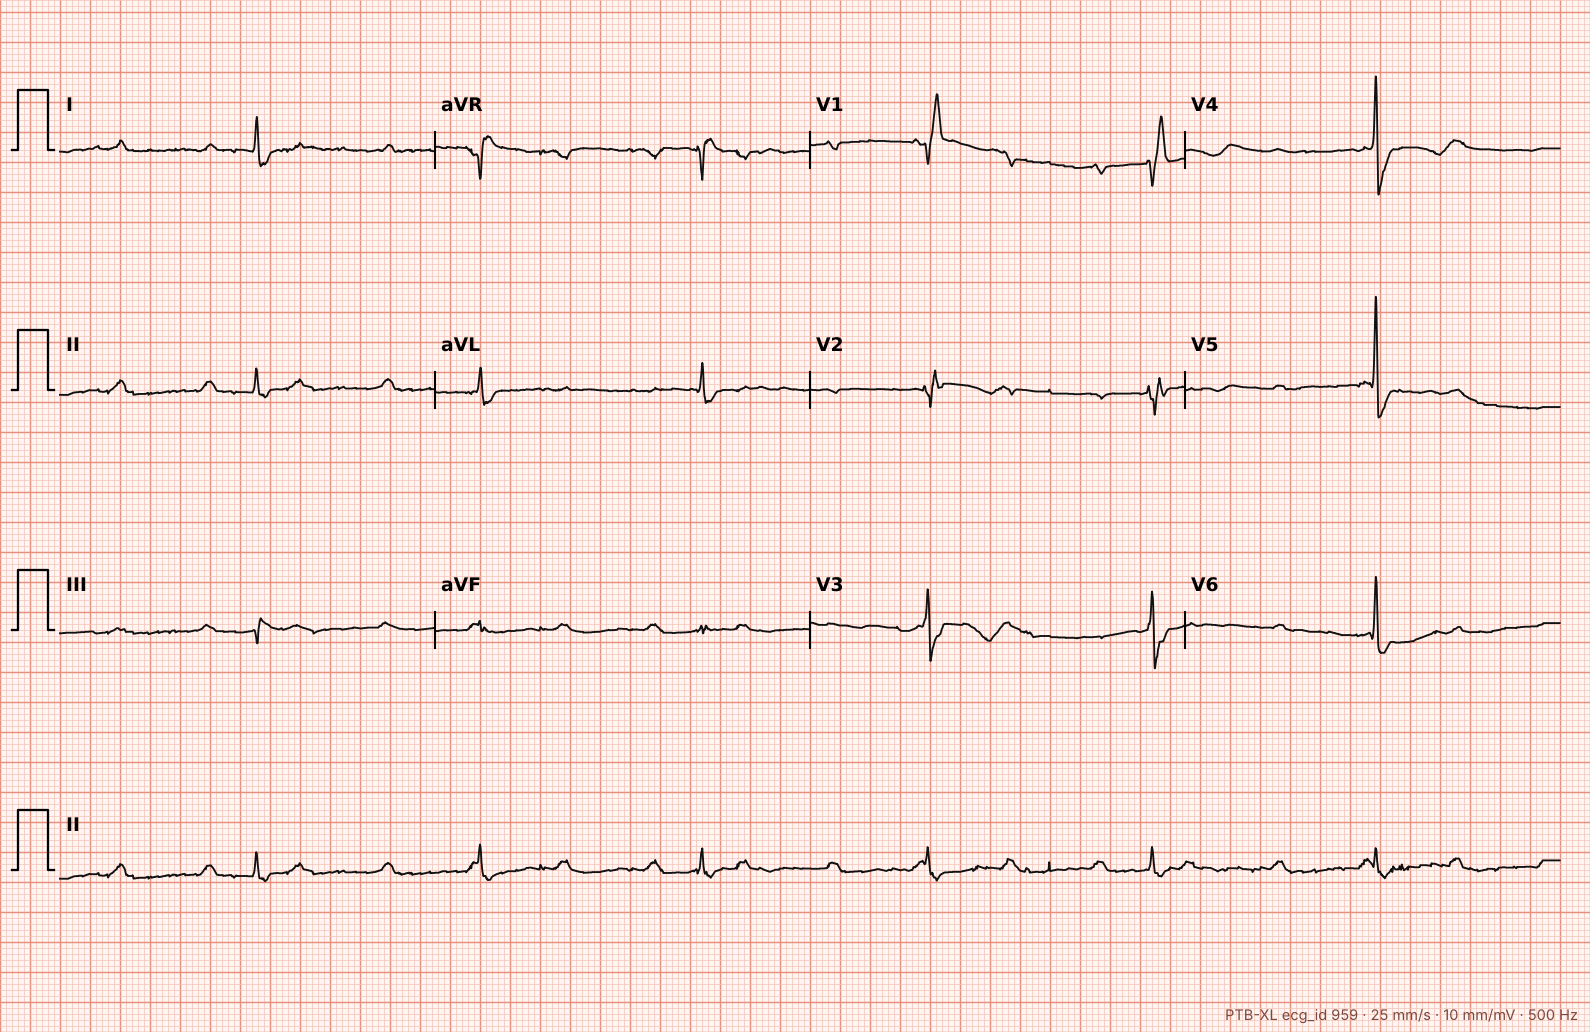 I aVR V1 V4
II aVL V2 V5
III aVF V3 V6
II
PTB-XL ecg_id 959 · 25 mm/s · 10 mm/mV · 500 Hz